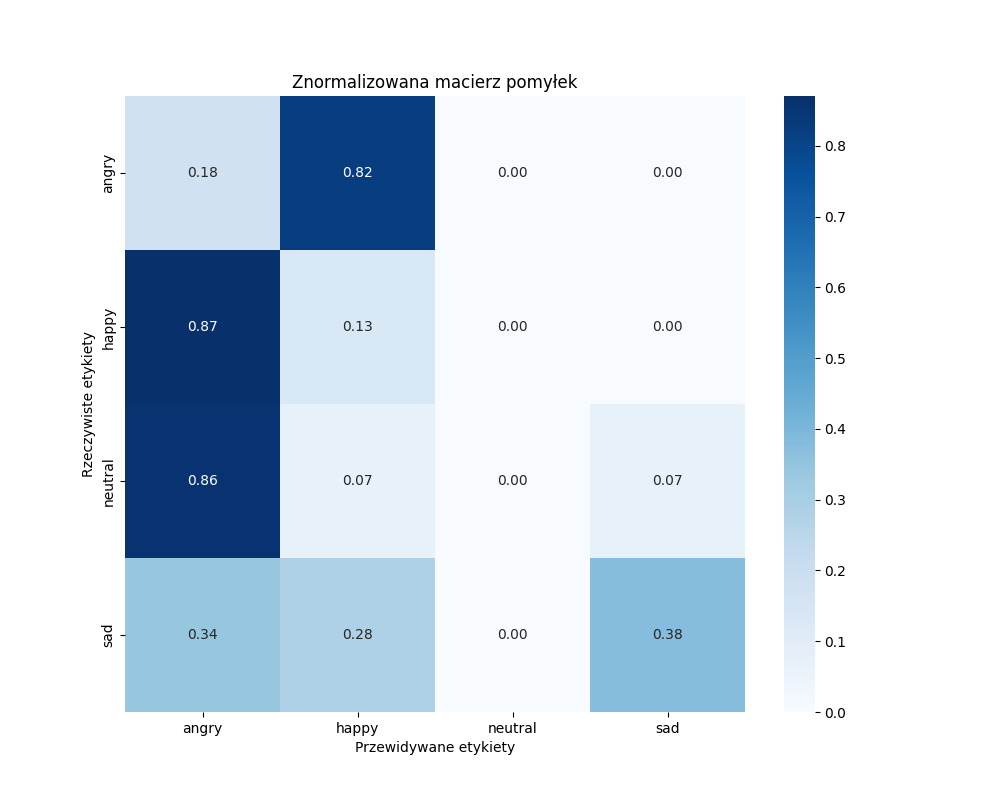 Znormalizowana macierz pomyłek
Rzeczywiste etykiety
angry
0.18 0.82 0.00 0.00
happy
0.87 0.13 0.00 0.00
neutral
0.86 0.07 0.00 0.07
sad
0.34 0.28 0.00 0.38
angry happy neutral sad
Przewidywane etykiety
0.8
0.7
0.6
0.5
0.4
0.3
0.2
0.1
0.0